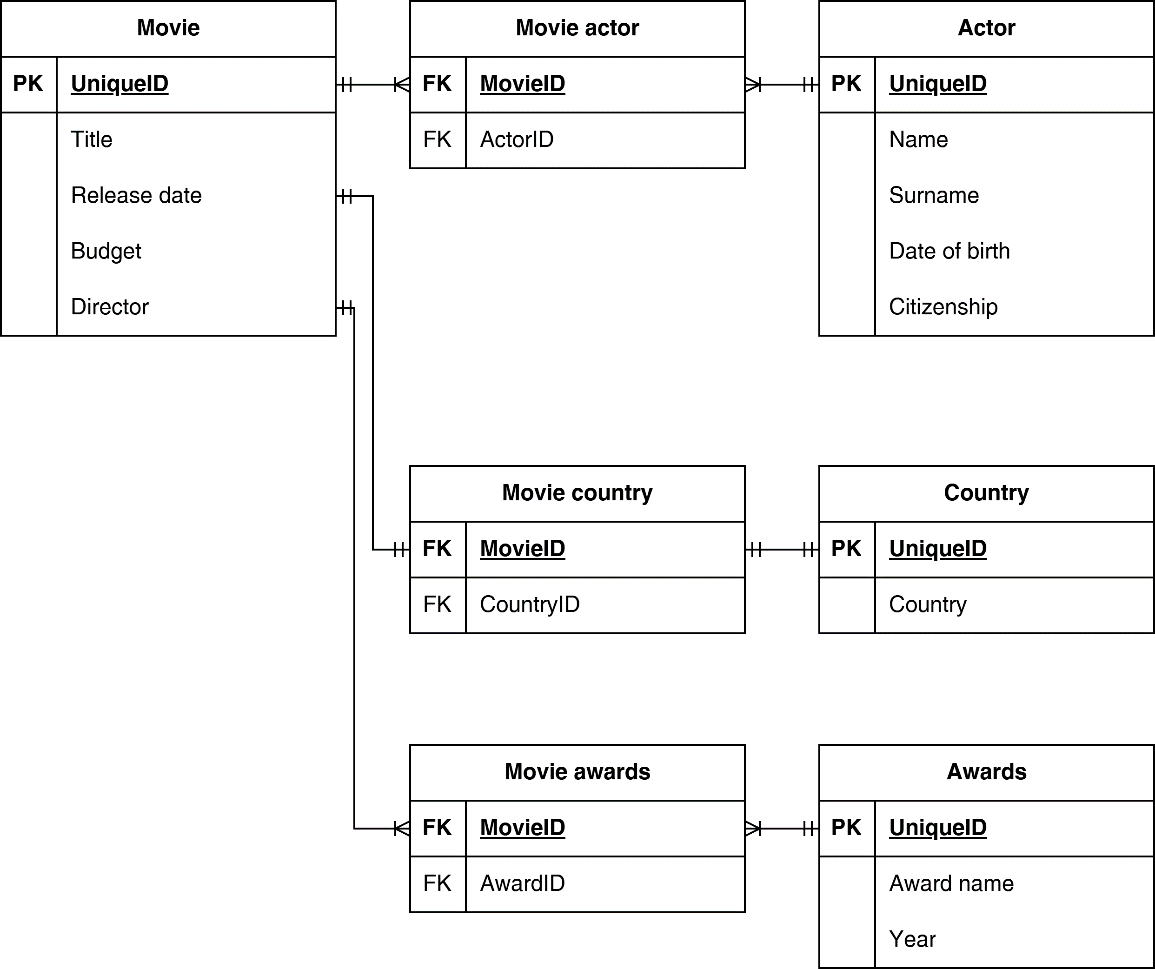 Movie
PK UniqueID
Title
Release date
Budget
Director
Movie actor
FK MovieID
FK ActorID
Actor
PK UniqueID
Name
Surname
Date of birth
Citizenship
Movie country
FK MovieID
FK CountryID
Country
PK UniqueID
Country
Movie awards
FK MovieID
FK AwardID
Awards
PK UniqueID
Award name
Year